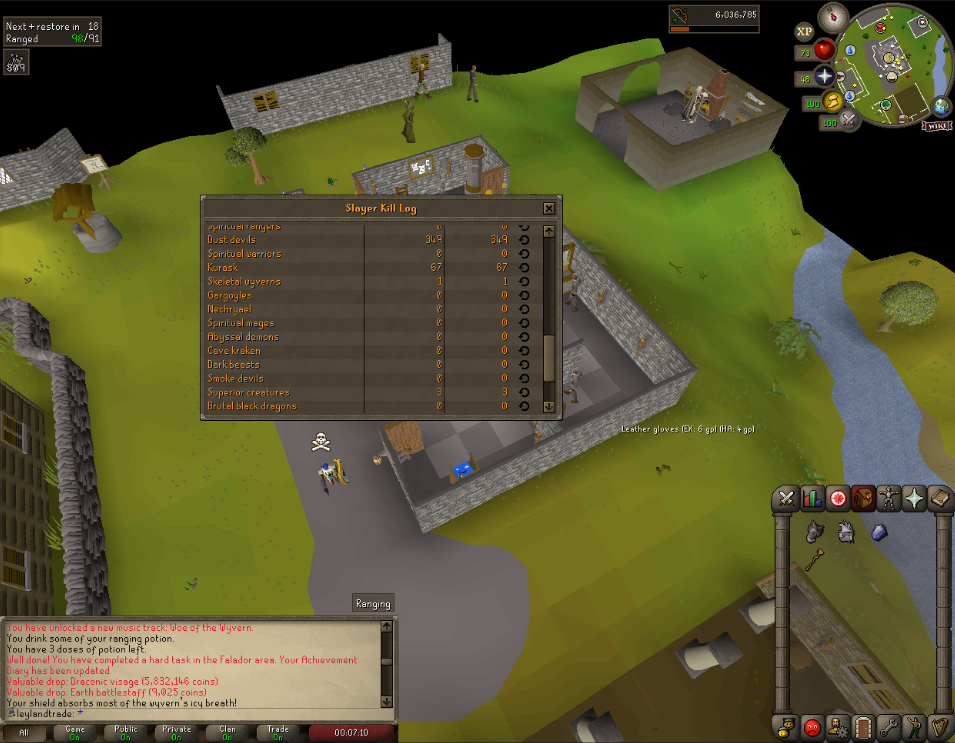 Next + restore in 18
Ranged 98/91
809
6,036,785
XP
73
48
100
100
WIKI
Slayer Kill Log
Spiritual rangers 0 0
Dust devils 349 349
Spiritual warriors 0 0
Kurask 67 67
Skeletal wyverns 1 1
Gargoyles 0 0
Nechryael 0 0
Spiritual mages 0 0
Abyssal demons 0 0
Cave kraken 0 0
Dark beasts 0 0
Smoke devils 0 0
Superior creatures 3 3
Brutal black dragons 0 0
Leather gloves (EX: 6 gp) (HA: 4 gp)
Ranging
You have unlocked a new music track: Woe of the Wyvern.
You drink some of your ranging potion.
You have 3 doses of potion left.
Well done! You have completed a hard task in the Falador area. Your Achievement
Diary has been updated.
Valuable drop: Draconic visage (5,832,146 coins)
Valuable drop: Earth battlestaff (9,025 coins)
Your shield absorbs most of the wyvern's icy breath!
leylandtrade: *
All
Game
On
Public
On
Private
On
Clan
On
Trade
On
00:07:10